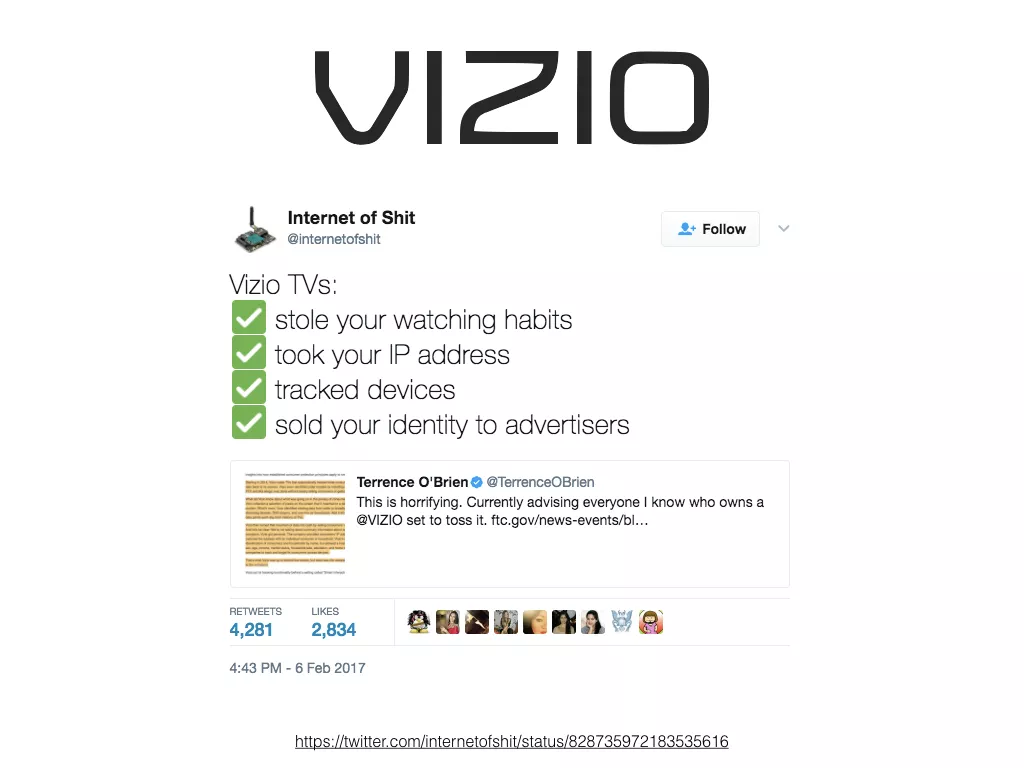 VIZIO
Internet of Shit
@internetofshit
Follow
Vizio TVs:
✅ stole your watching habits
✅ took your IP address
✅ tracked devices
✅ sold your identity to advertisers
Terrence O'Brien @TerrenceOBrien
This is horrifying. Currently advising everyone I know who owns a
@VIZIO set to toss it. ftc.gov/news-events/bl…
RETWEETS LIKES
4,281 2,834
4:43 PM - 6 Feb 2017
https://twitter.com/internetofshit/status/828735972183535616